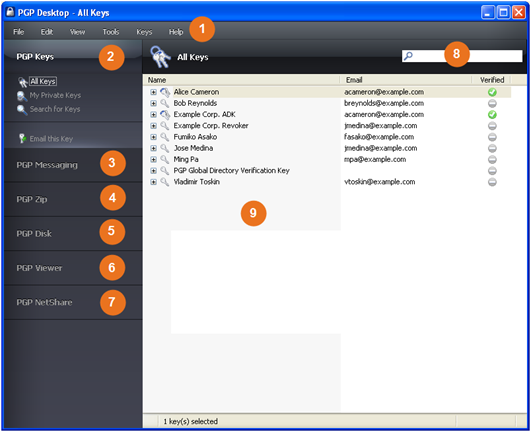 PGP Desktop - All Keys
File Edit View Tools Keys Help 1
PGP Keys 2
All Keys
My Private Keys
Search for Keys
Email this Key
PGP Messaging 3
PGP Zip 4
PGP Disk 5
PGP Viewer 6
PGP NetShare 7
All Keys 8
Name Email Verified
Alice Cameron acameron@example.com
Bob Reynolds breynolds@example.com
Example Corp. ADK acameron@example.com
Example Corp. Revoker jmedina@example.com
Fumiko Asako fasako@example.com
Jose Medina jmedina@example.com
Ming Pa mpa@example.com
PGP Global Directory Verification Key
Vladimir Toskin vtoskin@example.com
9
1 key(s) selected